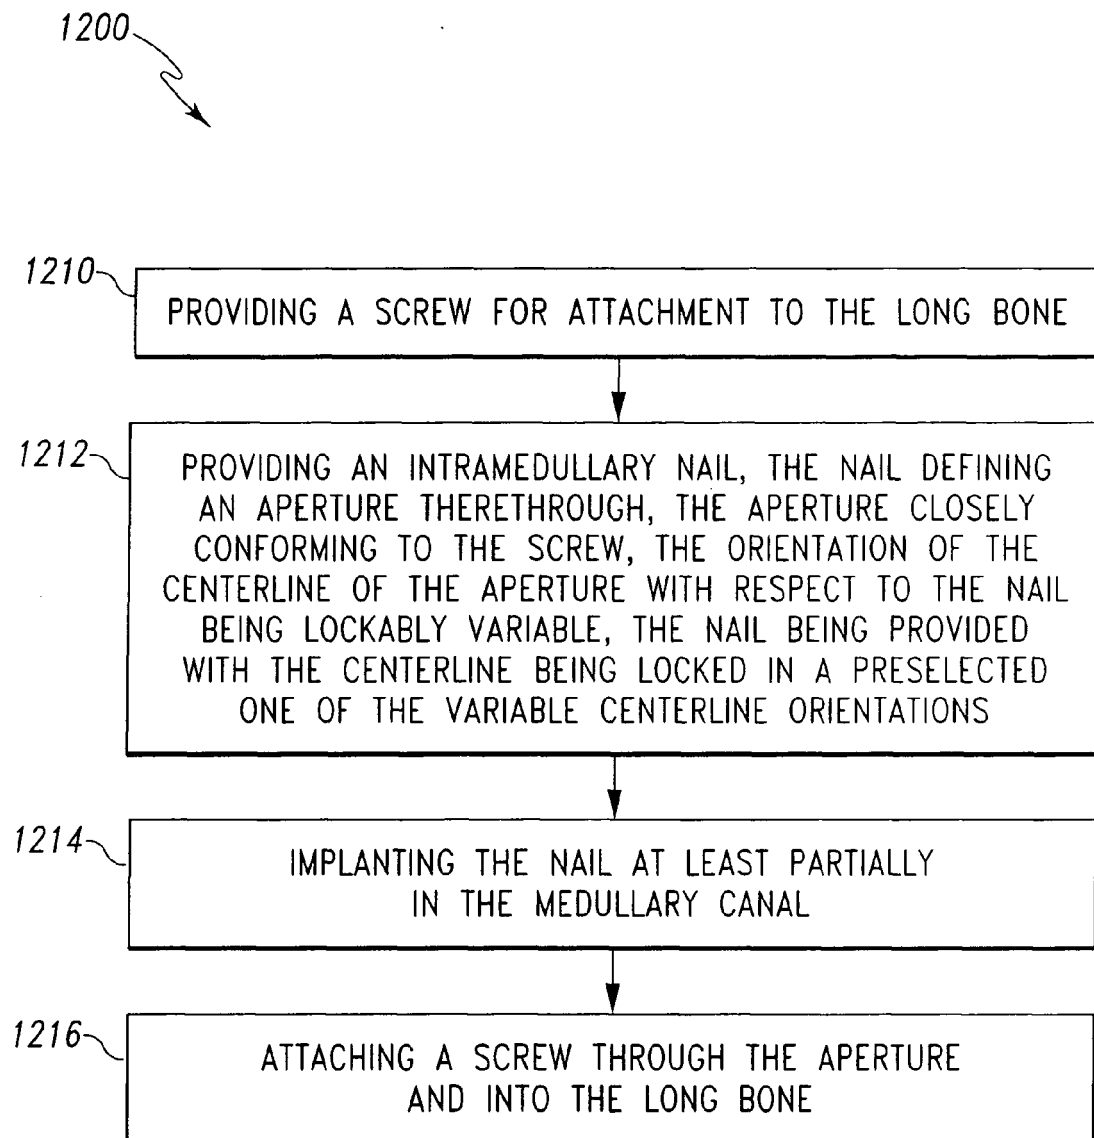 1200
1210
PROVIDING A SCREW FOR ATTACHMENT TO THE LONG BONE
1212
PROVIDING AN INTRAMEDULLARY NAIL, THE NAIL DEFINING
AN APERTURE THERETHROUGH, THE APERTURE CLOSELY
CONFORMING TO THE SCREW, THE ORIENTATION OF THE
CENTERLINE OF THE APERTURE WITH RESPECT TO THE NAIL
BEING LOCKABLY VARIABLE, THE NAIL BEING PROVIDED
WITH THE CENTERLINE BEING LOCKED IN A PRESELECTED
ONE OF THE VARIABLE CENTERLINE ORIENTATIONS
1214
IMPLANTING THE NAIL AT LEAST PARTIALLY
IN THE MEDULLARY CANAL
1216
ATTACHING A SCREW THROUGH THE APERTURE
AND INTO THE LONG BONE